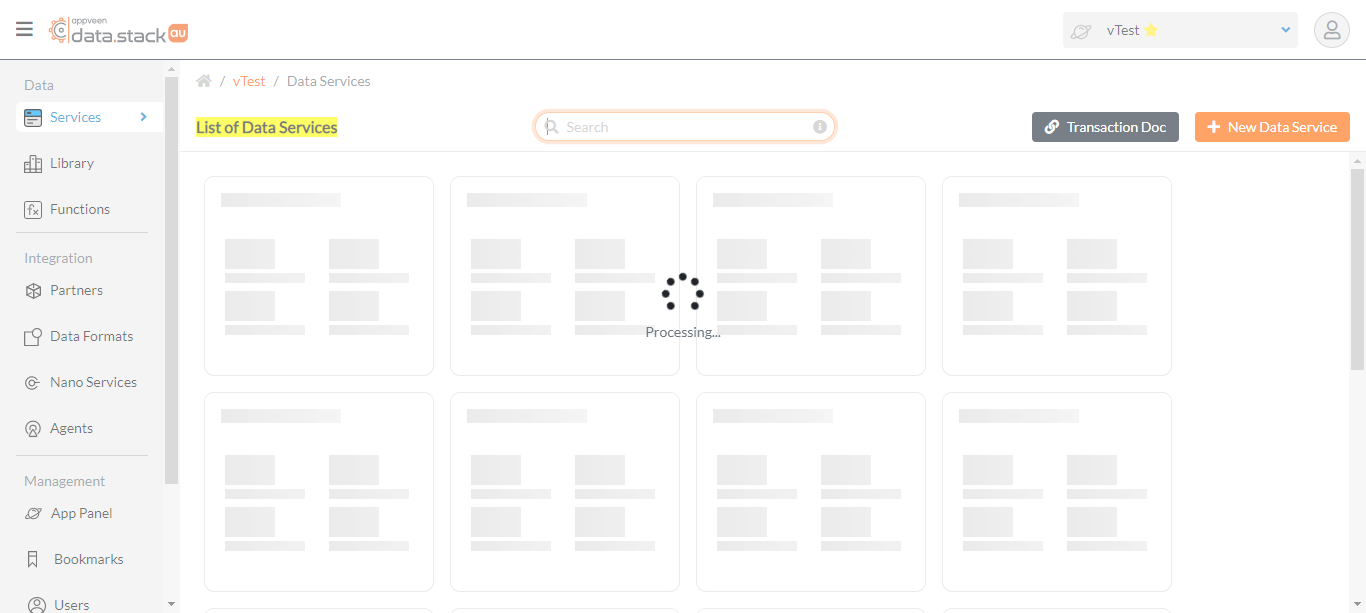 appveen
data.stack au
vTest ⭐
Data
Services
Library
Functions
Integration
Partners
Data Formats
Nano Services
Agents
Management
App Panel
Bookmarks
Users
/ vTest / Data Services
List of Data Services
Search
Transaction Doc
New Data Service
Processing...